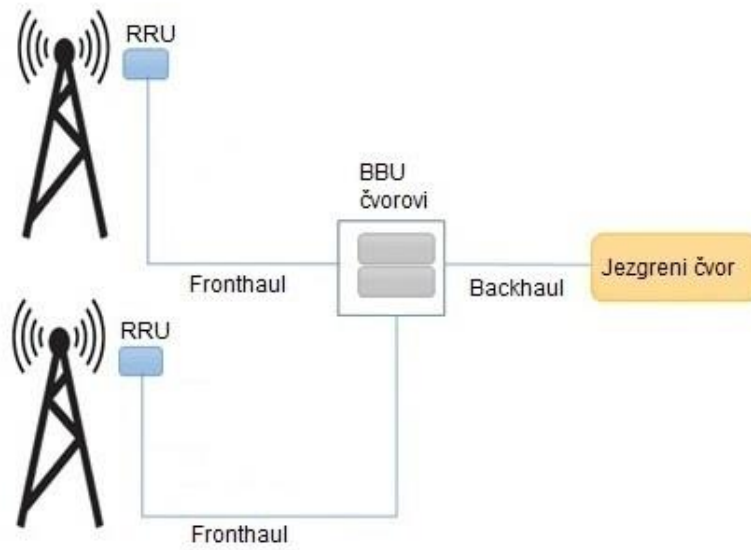 RRU
BBU
čvorovi
Fronthaul
Backhaul
Jezgreni čvor
RRU
Fronthaul